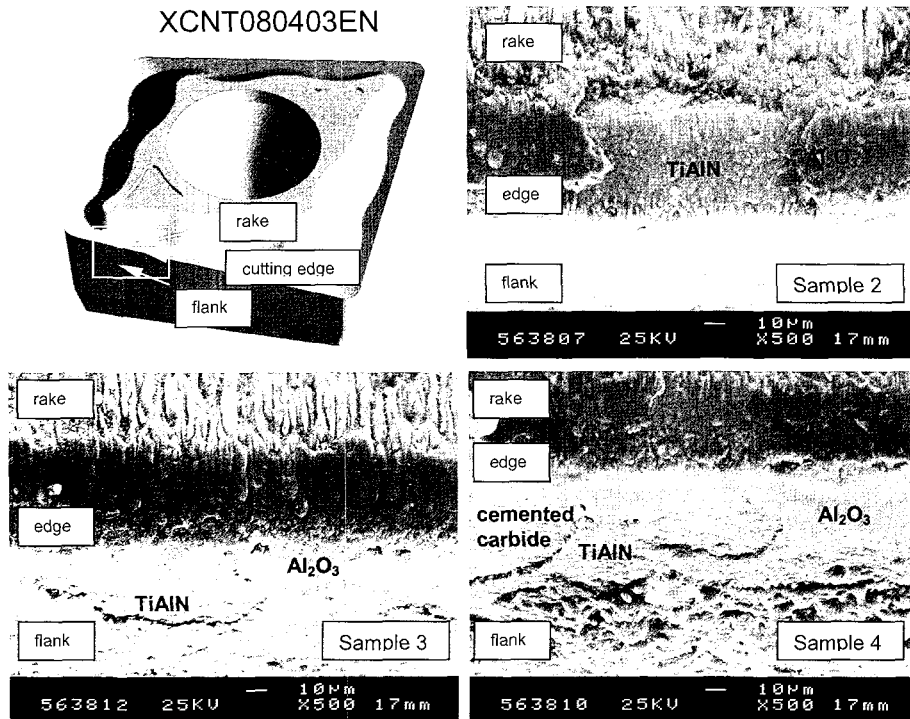 XCNT080403EN
rake
cutting edge
flank
rake
TiAlN
edge
flank
Sample 2
10µm
563807 25KV X500 17mm
rake
edge
Al₂O₃
TiAlN
flank
Sample 3
10µm
563812 25KV X500 17mm
rake
edge
cemented
carbide
Al₂O₃
TiAlN
flank
Sample 4
10µm
563810 25KV X500 17mm